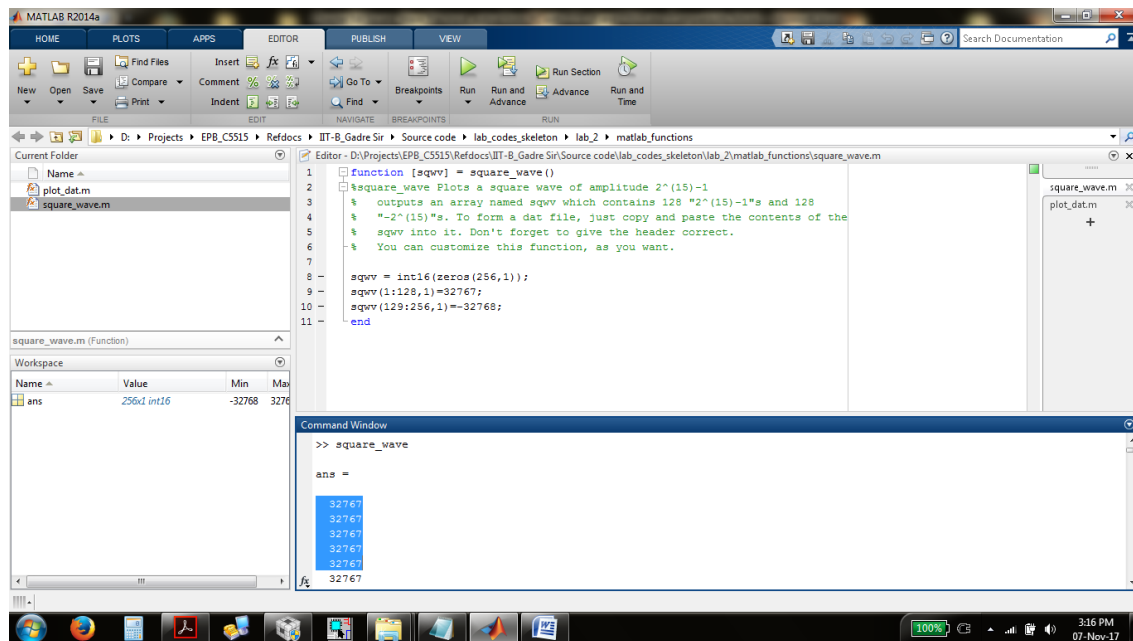 MATLAB R2014a
HOME PLOTS APPS EDITOR PUBLISH VIEW
Search Documentation
New Open Save
Find Files
Compare
Print
FILE
Insert fx
Comment
Indent
EDIT
Go To
Find
NAVIGATE
Breakpoints
BREAKPOINTS
Run
Run and Advance
Run Section
Advance
Run and Time
RUN
D: Projects EPB_C5515 Refdocs IIT-B_Gadre Sir Source code lab_codes_skeleton lab_2 matlab_functions
Current Folder
Name
plot_dat.m
square_wave.m
square_wave.m (Function)
Workspace
Name Value Min Max
ans 256x1 int16 -32768 3276
Editor - D:\Projects\EPB_C5515\Refdocs\IIT-B_Gadre Sir\Source code\lab_codes_skeleton\lab_2\matlab_functions\square_wave.m
1 function [sqwv] = square_wave()
2 %square_wave Plots a square wave of amplitude 2^(15)-1
3 % outputs an array named sqwv which contains 128 "2^(15)-1"s and 128
4 % "-2^(15)"s. To form a dat file, just copy and paste the contents of the
5 % sqwv into it. Don't forget to give the header correct.
6 % You can customize this function, as you want.
7
8 – sqwv = int16(zeros(256,1));
9 – sqwv(1:128,1)=32767;
10 – sqwv(129:256,1)=-32768;
11 – end
square_wave.m
plot_dat.m
+
Command Window
>> square_wave
ans =
32767
32767
32767
32767
32767
fx 32767
100%
3:16 PM
07-Nov-17